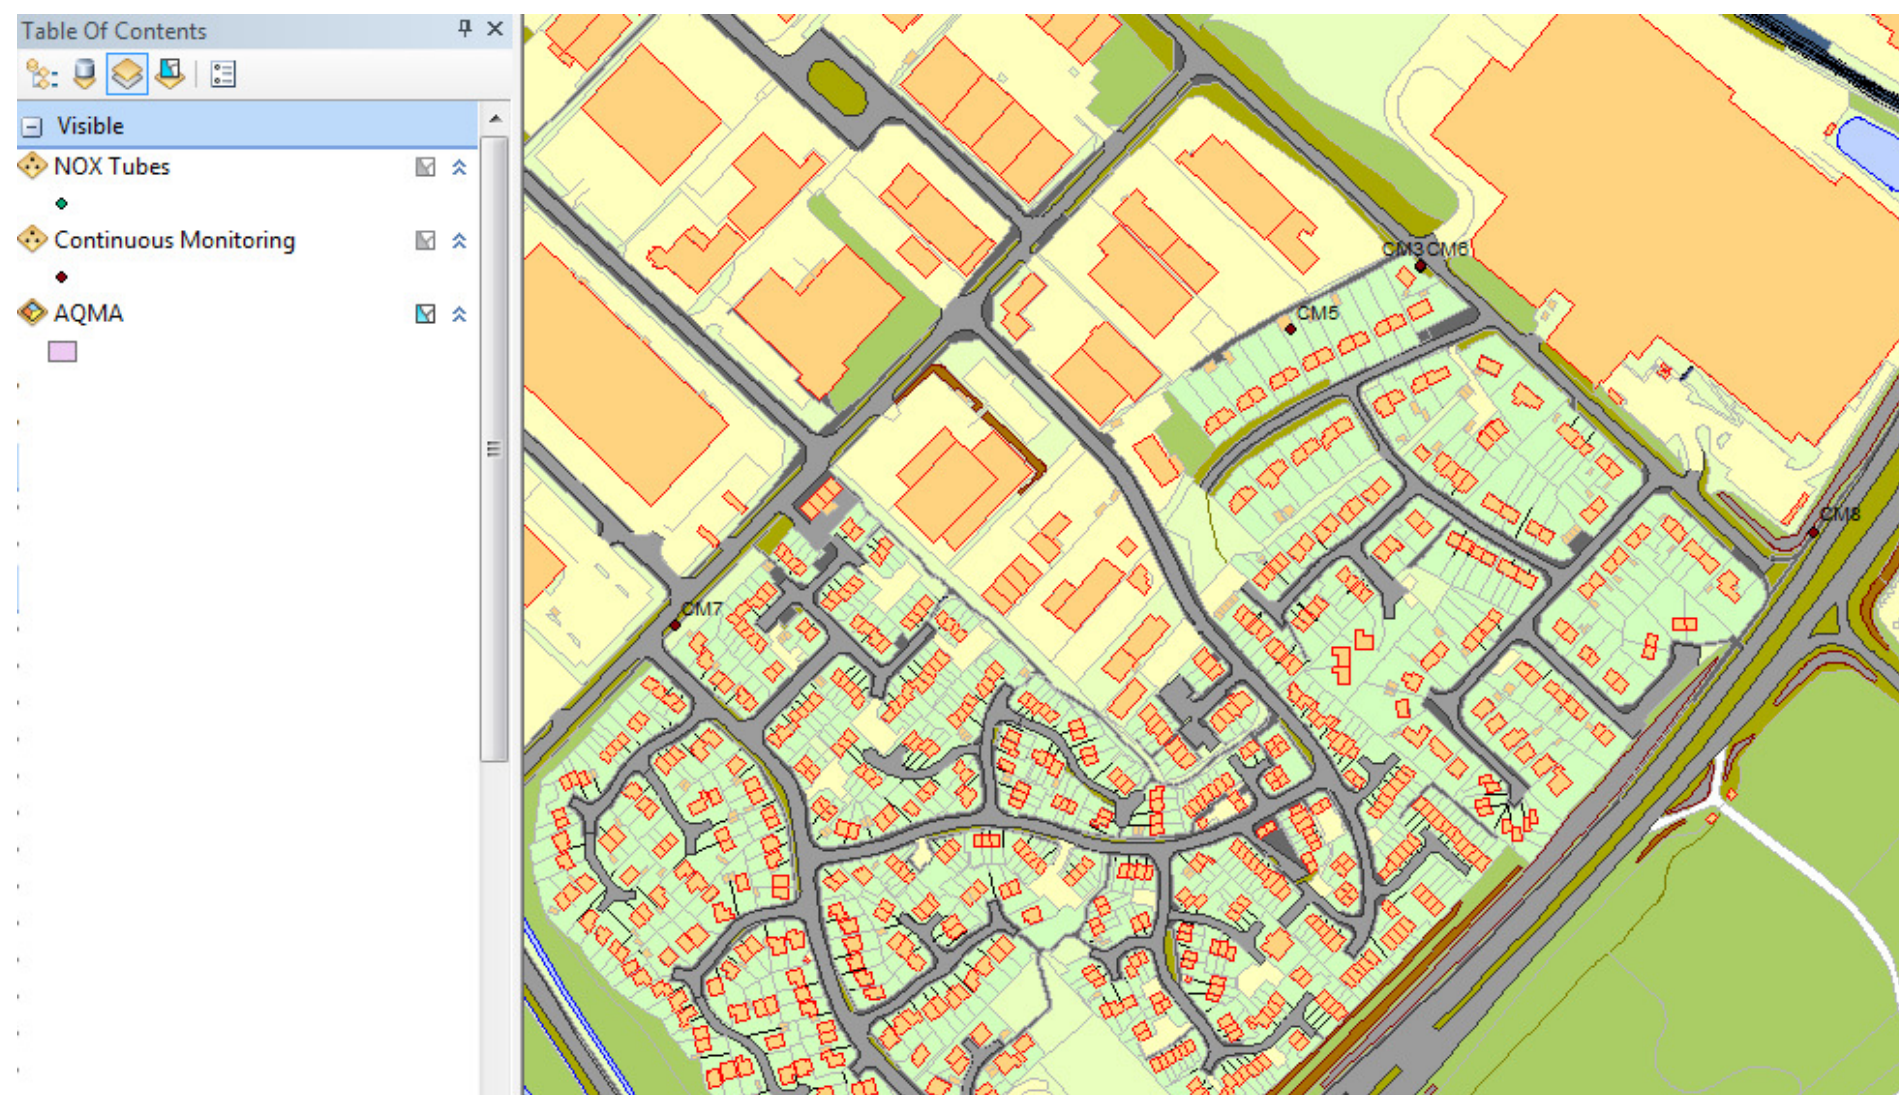 Table Of Contents
Visible
NOX Tubes
Continuous Monitoring
AQMA
CM3CM6
CM5
CM8
CM7